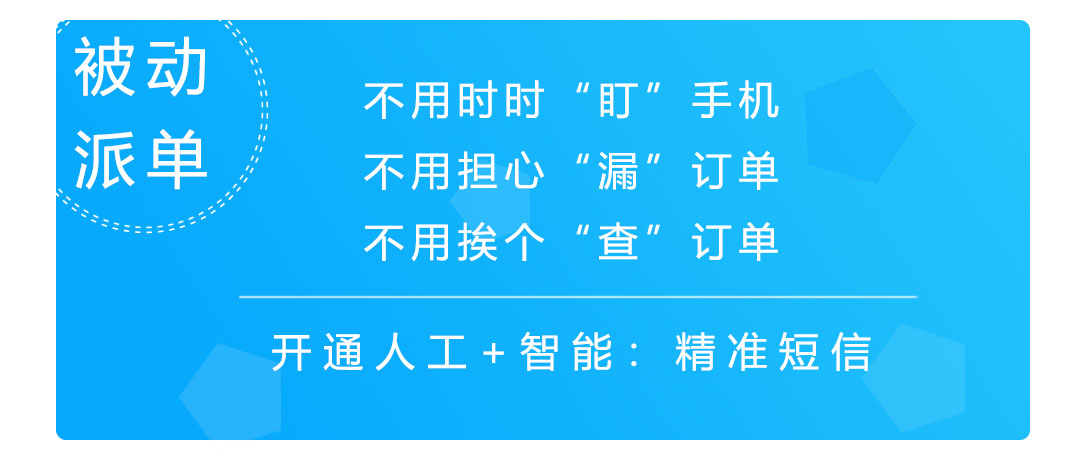 被动
派单
不用时时“盯”手机
不用担心“漏”订单
不用挨个“查”订单
开通人工+智能：精准短信